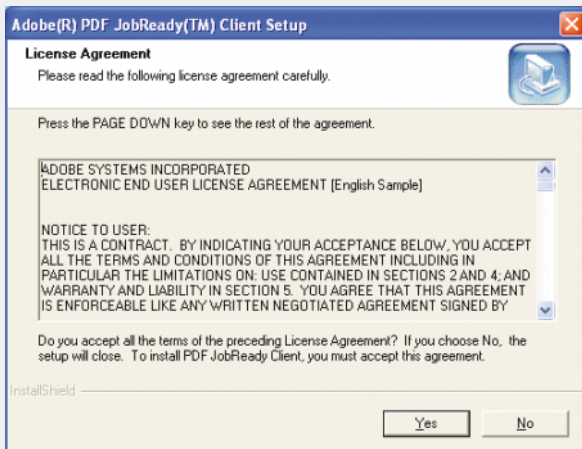 Adobe(R) PDF JobReady(TM) Client Setup
License Agreement
Please read the following license agreement carefully.
Press the PAGE DOWN key to see the rest of the agreement.
ADOBE SYSTEMS INCORPORATED
ELECTRONIC END USER LICENSE AGREEMENT [English Sample]
NOTICE TO USER:
THIS IS A CONTRACT.  BY INDICATING YOUR ACCEPTANCE BELOW, YOU ACCEPT
ALL THE TERMS AND CONDITIONS OF THIS AGREEMENT INCLUDING IN
PARTICULAR THE LIMITATIONS ON: USE CONTAINED IN SECTIONS 2 AND 4; AND
WARRANTY AND LIABILITY IN SECTION 5.  YOU AGREE THAT THIS AGREEMENT
IS ENFORCEABLE LIKE ANY WRITTEN NEGOTIATED AGREEMENT SIGNED BY
Do you accept all the terms of the preceding License Agreement?  If you choose No,  the
setup will close.  To install PDF JobReady Client, you must accept this agreement.
InstallShield
Yes
No